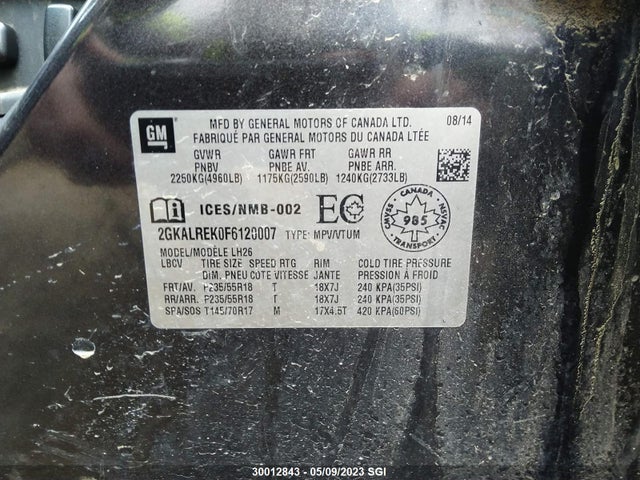 GM
MFD BY GENERAL MOTORS OF CANADA LTD. 08/14
FABRIQUÉ PAR GENERAL MOTORS DU CANADA LTÉE
GVWR GAWR FRT GAWR RR
PNBV PNBE AV. PNBE ARR.
2250KG(4960LB) 1175KG(2590LB) 1240KG(2733LB)
i ICES/NMB-002 EC
CANADA
CMVSS 985 NSVAC
TRANSPORT
2GKALREK0F6120007 TYPE: MPV/VTUM
MODEL/MODÈLE LH26
LBCV TIRE SIZE SPEED RTG RIM COLD TIRE PRESSURE
DIM. PNEU COTE VITESSE JANTE PRESSION À FROID
FRT/AV. P235/55R18 T 18X7J 240 KPA(35PSI)
RR/ARR. P235/55R18 T 18X7J 240 KPA(35PSI)
SPA/SOS T145/70R17 M 17X4.5T 420 KPA(60PSI)
30012843 / 05/09/2023 SGI